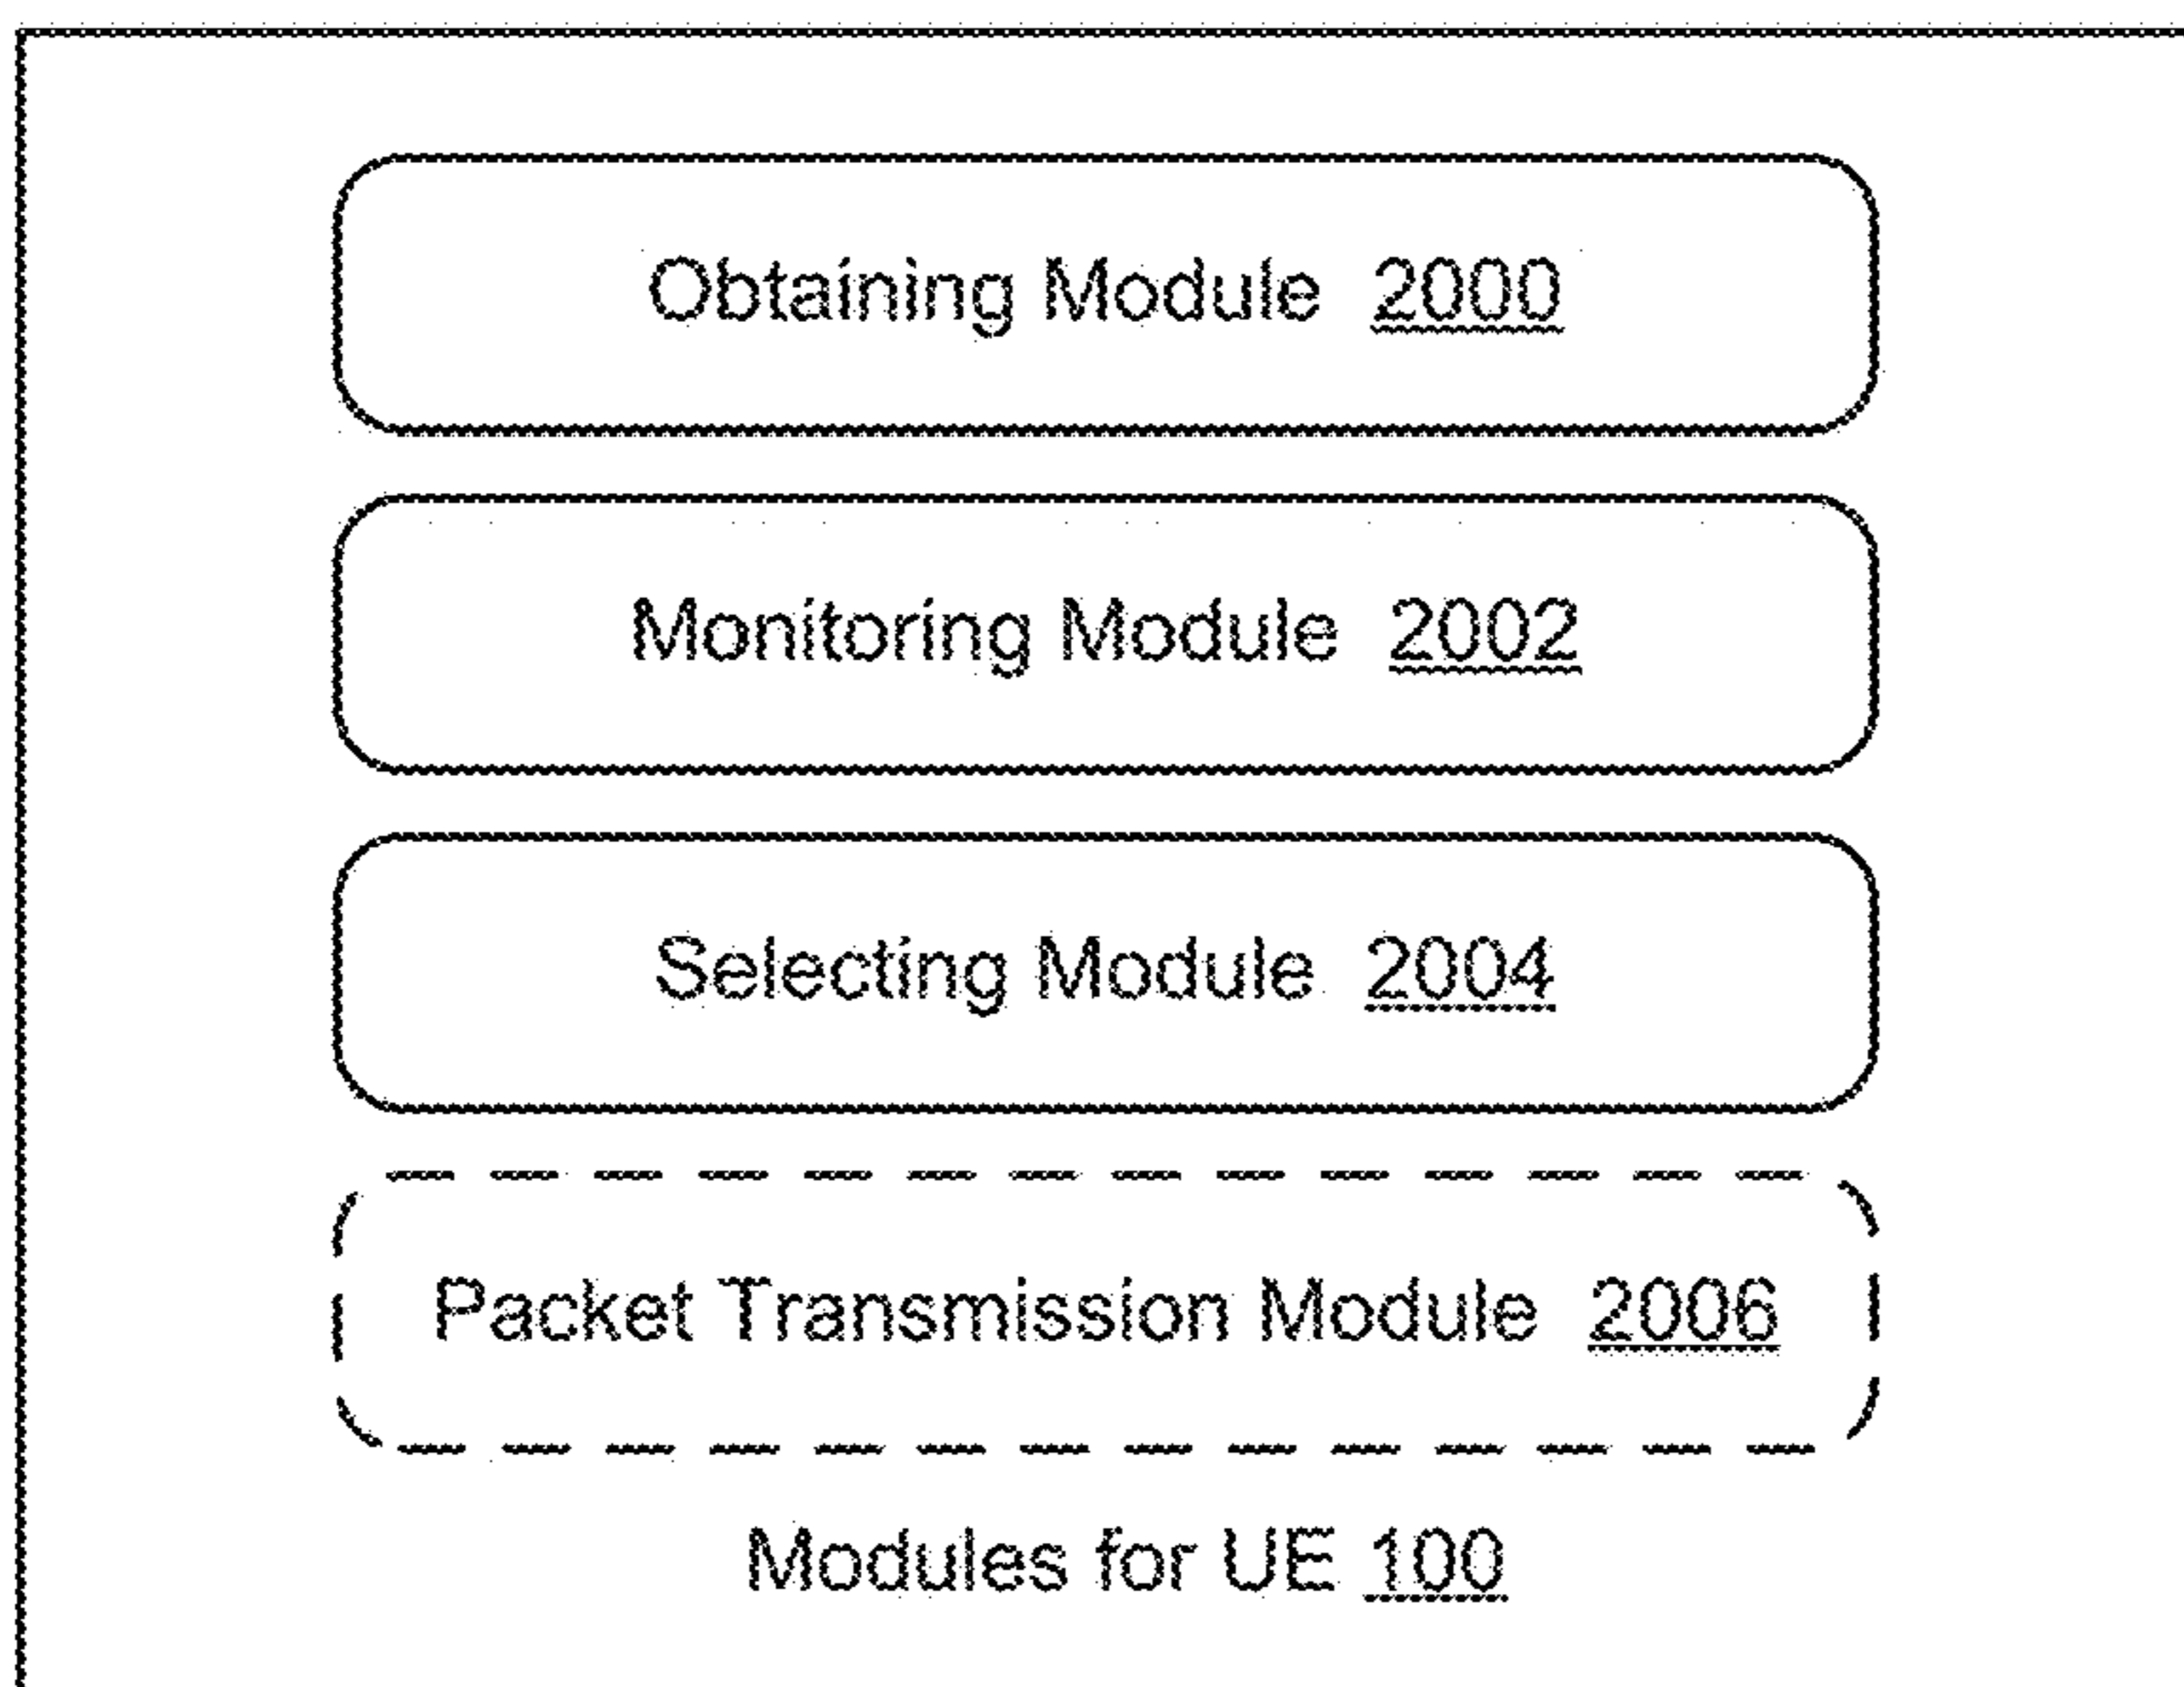 Obtaining Module 2000
Monitoring Module 2002
Selecting Module 2004
Packet Transmission Module 2006
Modules for UE 100